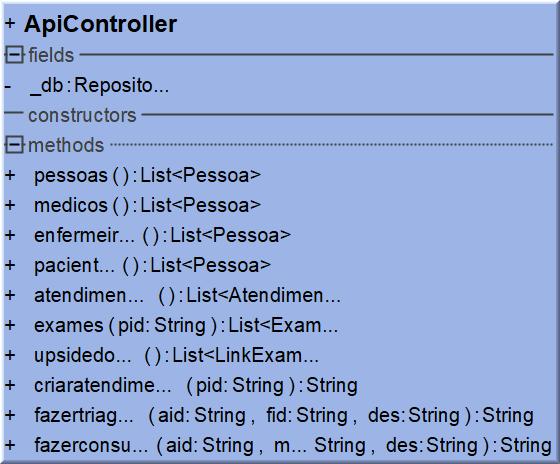 + ApiController
fields
- _db:Reposito...
constructors
methods
+ pessoas ( ):List<Pessoa>
+ medicos ( ):List<Pessoa>
+ enfermeir... ( ):List<Pessoa>
+ pacient... ( ):List<Pessoa>
+ atendimen... ( ):List<Atendimen...
+ exames (pid: String ):List<Exam...
+ upsidedo... ( ):List<LinkExam...
+ criaratendime... (pid: String ):String
+ fazertriag... (aid: String , fid: String , des:String ):String
+ fazerconsu... (aid: String , m... String , des:String ):String